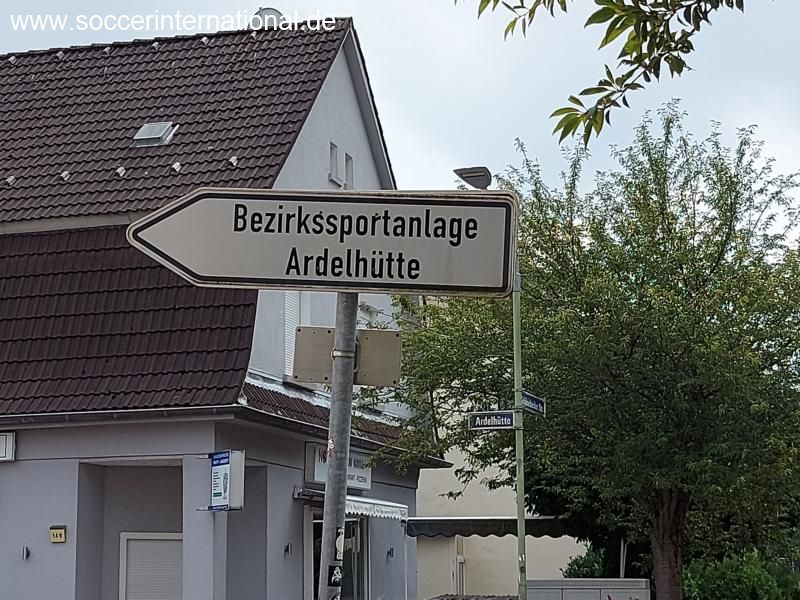 www.soccerinternational.de
Bezirkssportanlage
Ardelhütte
Ardelhütte
149